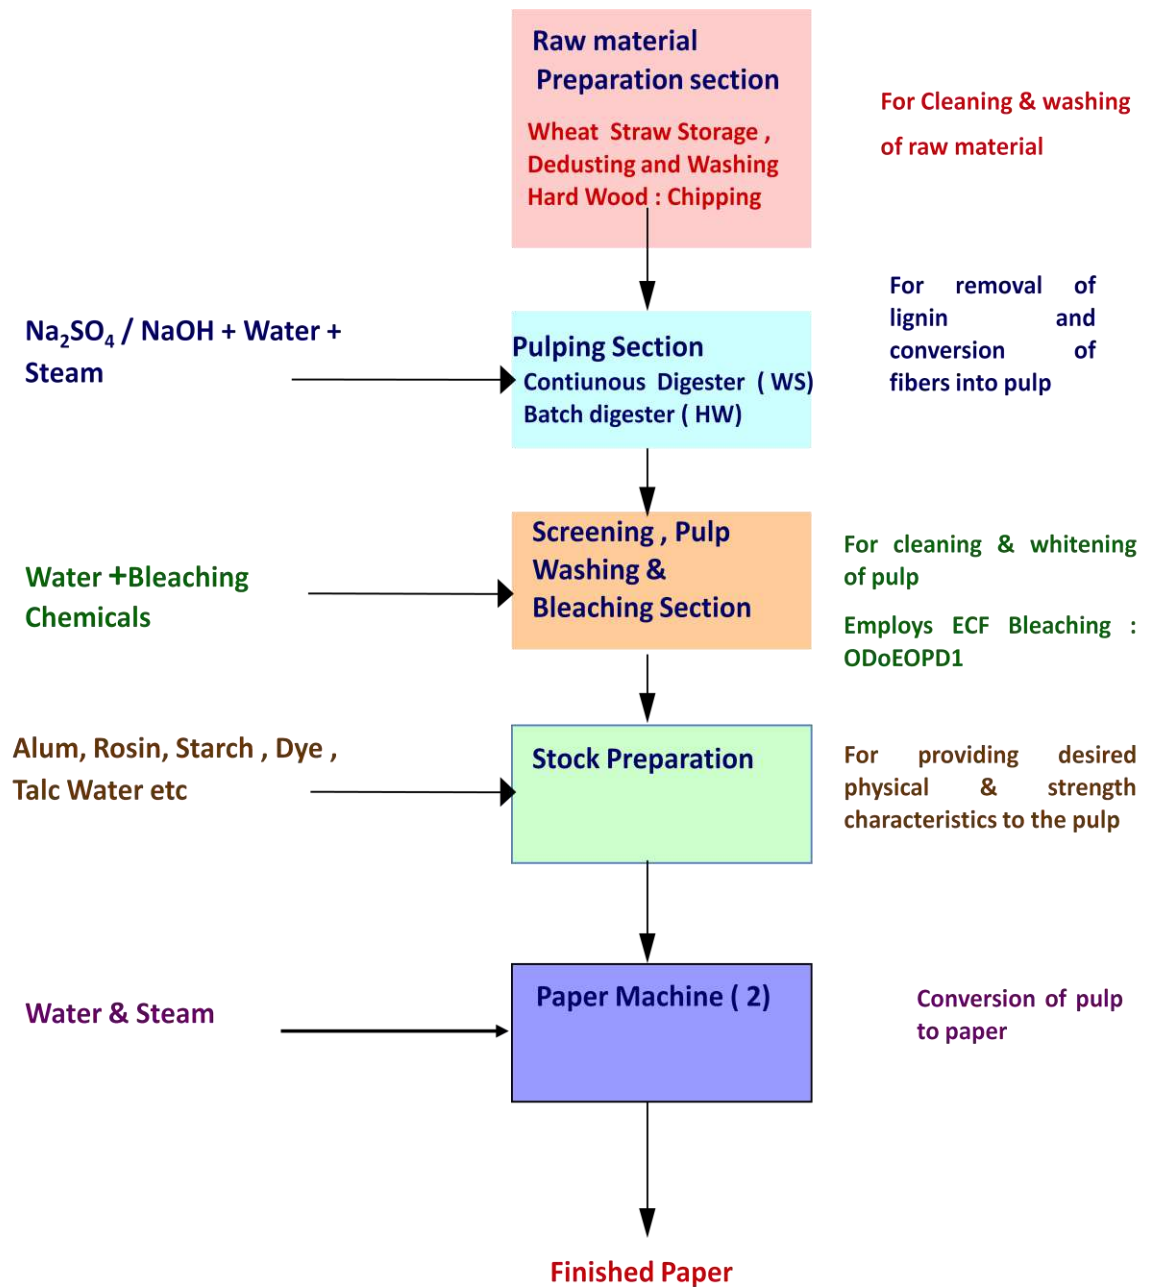 Raw material
Preparation section
Wheat Straw Storage ,
Dedusting and Washing
Hard Wood : Chipping
For Cleaning & washing
of raw material
Na₂SO₄ / NaOH + Water +
Steam
Pulping Section
Contiunous Digester ( WS)
Batch digester ( HW)
For removal of
lignin and
conversion of
fibers into pulp
Water +Bleaching
Chemicals
Screening , Pulp
Washing &
Bleaching Section
For cleaning & whitening
of pulp
Employs ECF Bleaching :
ODoEOPD1
Alum, Rosin, Starch , Dye ,
Talc Water etc
Stock Preparation
For providing desired
physical & strength
characteristics to the pulp
Water & Steam
Paper Machine ( 2)
Conversion of pulp
to paper
Finished Paper